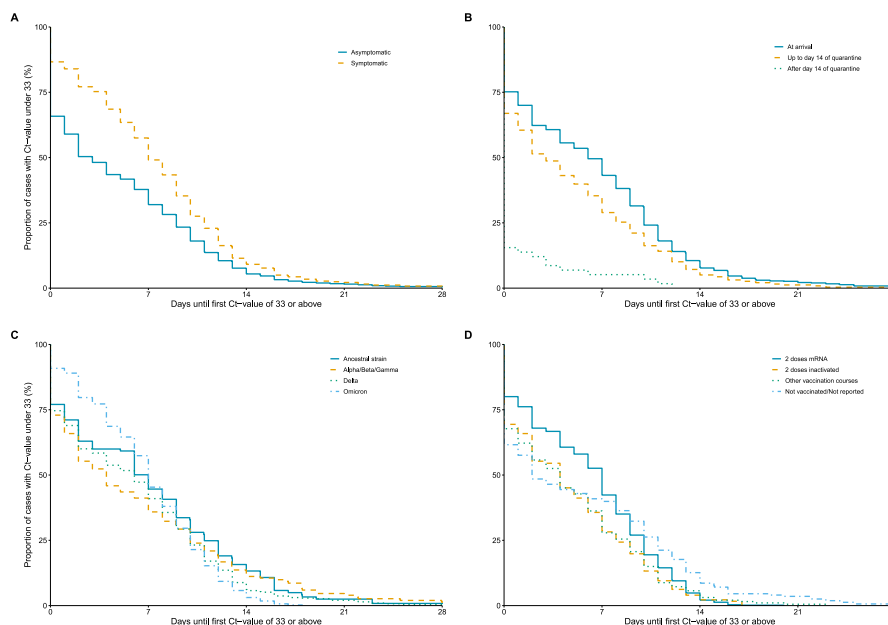 A
Proportion of cases with Ct−value under 33 (%)
100
75
50
25
0
0
7
14
21
28
Days until first Ct−value of 33 or above
Asymptomatic
Symptomatic
B
100
75
50
25
0
0
7
14
21
Days until first Ct−value of 33 or above
At arrival
Up to day 14 of quarantine
After day 14 of quarantine
C
Proportion of cases with Ct−value under 33 (%)
100
75
50
25
0
0
7
14
21
28
Days until first Ct−value of 33 or above
Ancestral strain
Alpha/Beta/Gamma
Delta
Omicron
D
100
75
50
25
0
0
7
14
21
Days until first Ct−value of 33 or above
2 doses mRNA
2 doses inactivated
Other vaccination courses
Not vaccinated/Not reported